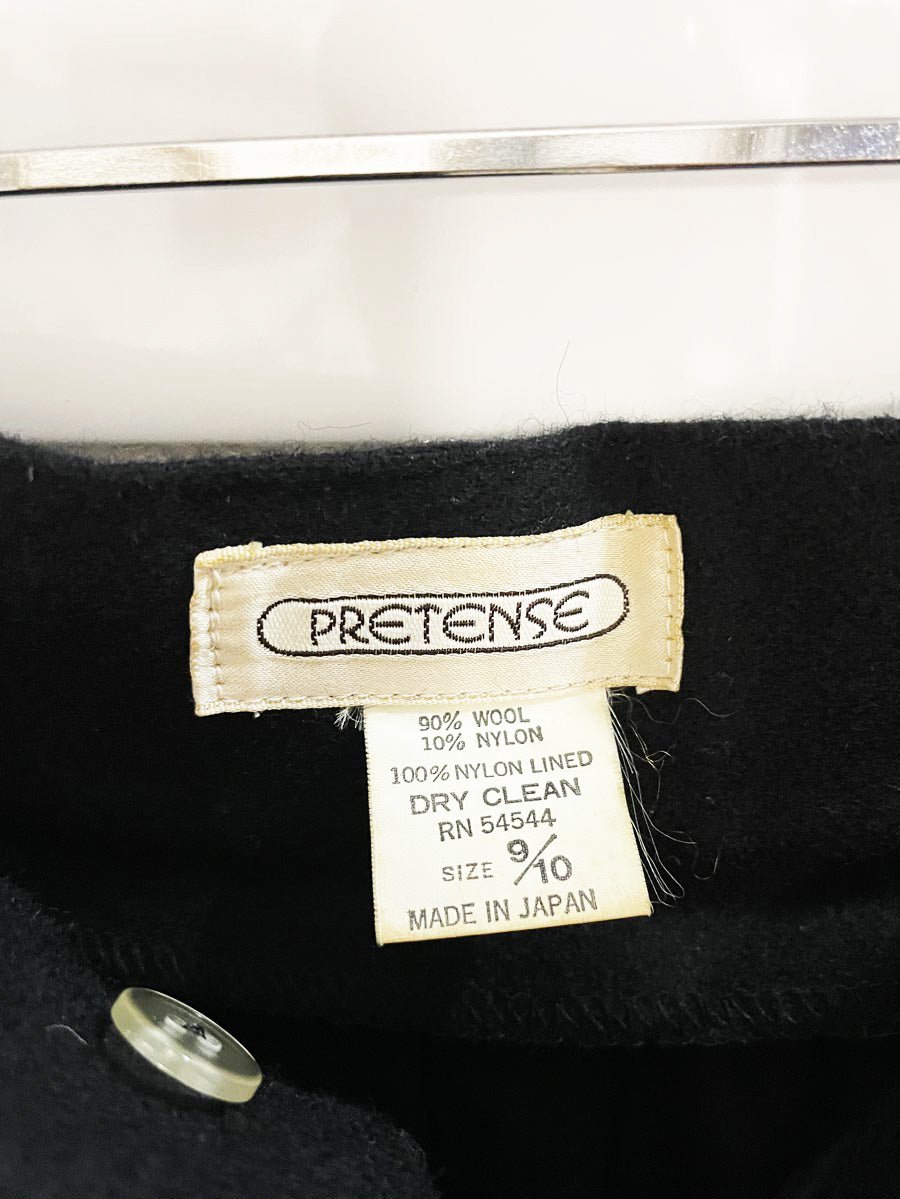 PRETENSE
90% WOOL
10% NYLON
100% NYLON LINED
DRY CLEAN
RN 54544
SIZE 9/10
MADE IN JAPAN